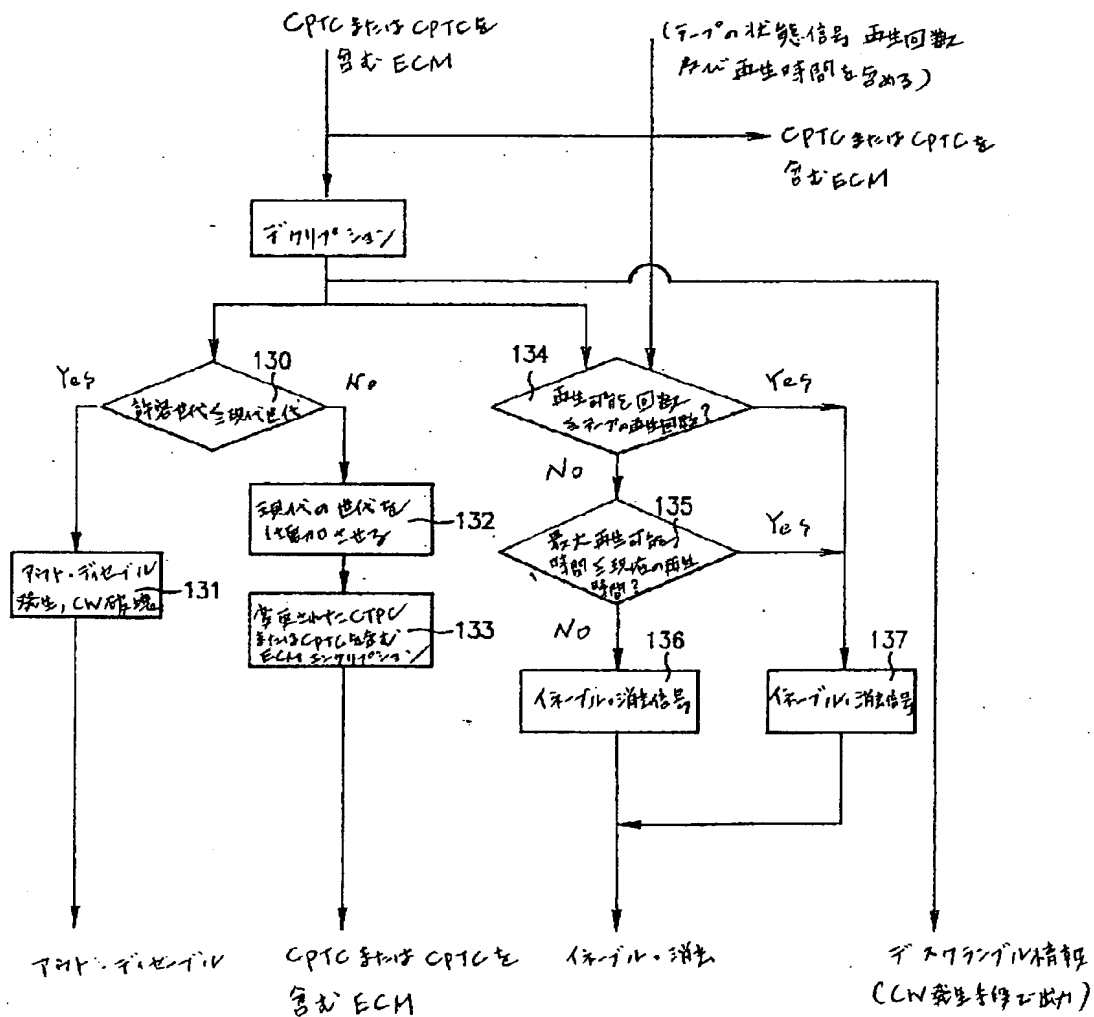 CPTCまたはCPTCを
含むECM
(テープの状態信号 再生回数
及び再生時間を含める)
CPTCまたはCPTCを
含むECM
デクリプション
130
Yes
No
許容世代≦現代世代
134
Yes
再生可能な回数
≦テープの再生回数?
No
現代の世代を
増加させる
132
135
Yes
最大再生可能な
時間≦現在の再生
時間?
アウト・ディセーブル
発生, CW
131
変更されたCTPC
またはCPTCを含む
ECMエンクリプション
133
No
136
137
イネーブル・消去信号
イネーブル・消去信号
アウト・ディセーブル
CPTCまたはCPTCを
含むECM
イネーブル・消去
デスクランブル情報
(CW発生手段で出力)